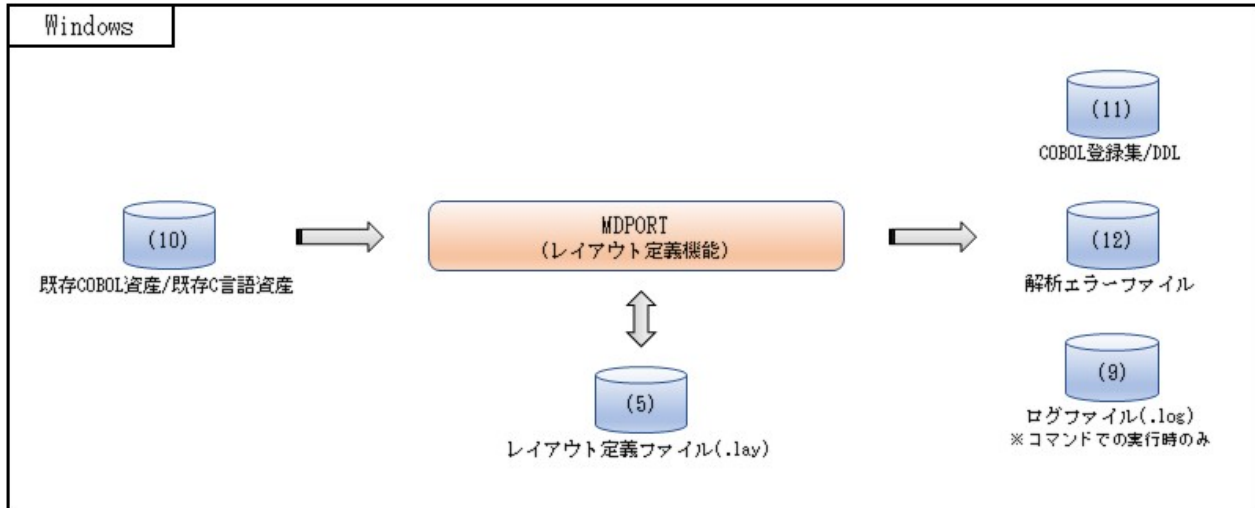 Windows
(11)
COBOL登録集/DDL
(10)
既存COBOL資産/既存C言語資産
MDPORT
(レイアウト定義機能)
(12)
解析エラーファイル
(5)
レイアウト定義ファイル(.lay)
(9)
ログファイル(.log)
※コマンドでの実行時のみ